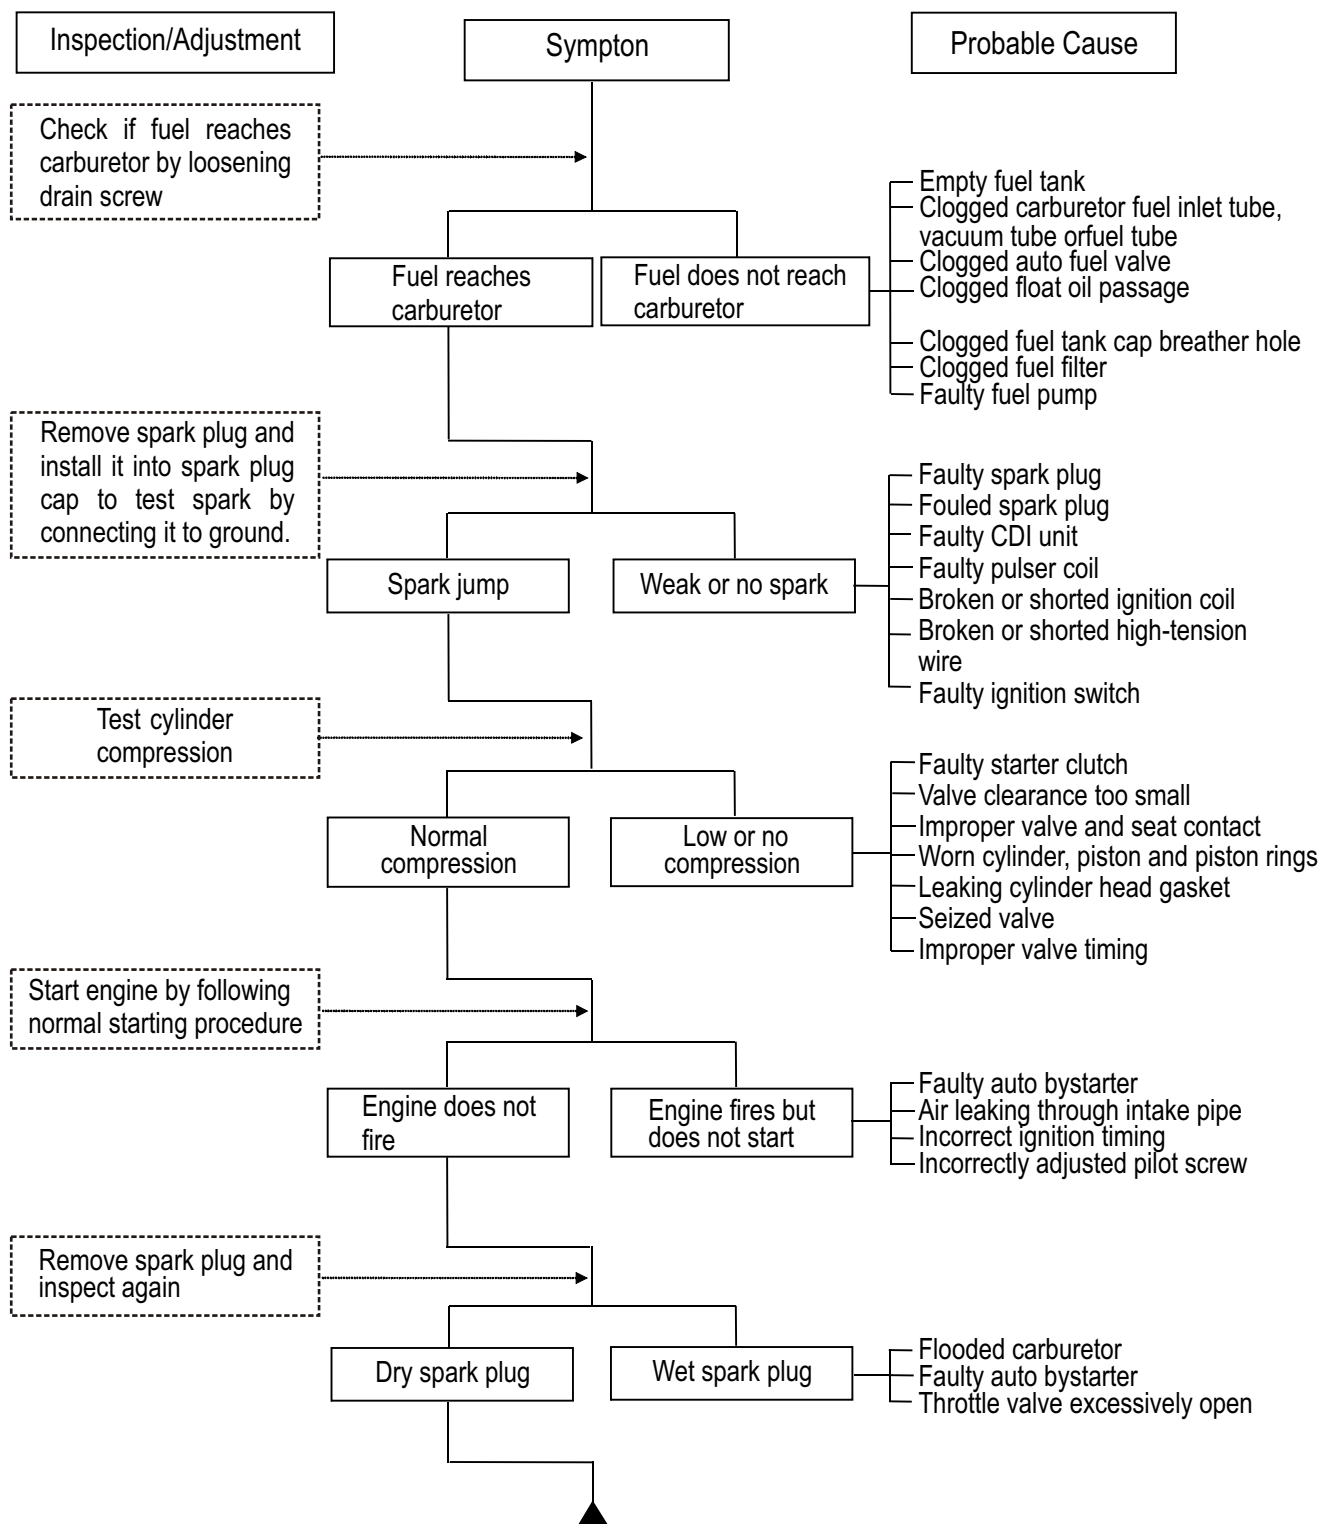 Inspection/Adjustment
Sympton
Probable Cause
Check if fuel reaches
carburetor by loosening
drain screw
Fuel reaches
carburetor
Fuel does not reach
carburetor
Empty fuel tank
Clogged carburetor fuel inlet tube,
vacuum tube orfuel tube
Clogged auto fuel valve
Clogged float oil passage
Clogged fuel tank cap breather hole
Clogged fuel filter
Faulty fuel pump
Remove spark plug and
install it into spark plug
cap to test spark by
connecting it to ground.
Spark jump
Weak or no spark
Faulty spark plug
Fouled spark plug
Faulty CDI unit
Faulty pulser coil
Broken or shorted ignition coil
Broken or shorted high-tension
wire
Faulty ignition switch
Test cylinder
compression
Normal
compression
Low or no
compression
Faulty starter clutch
Valve clearance too small
Improper valve and seat contact
Worn cylinder, piston and piston rings
Leaking cylinder head gasket
Seized valve
Improper valve timing
Start engine by following
normal starting procedure
Engine does not
fire
Engine fires but
does not start
Faulty auto bystarter
Air leaking through intake pipe
Incorrect ignition timing
Incorrectly adjusted pilot screw
Remove spark plug and
inspect again
Dry spark plug
Wet spark plug
Flooded carburetor
Faulty auto bystarter
Throttle valve excessively open